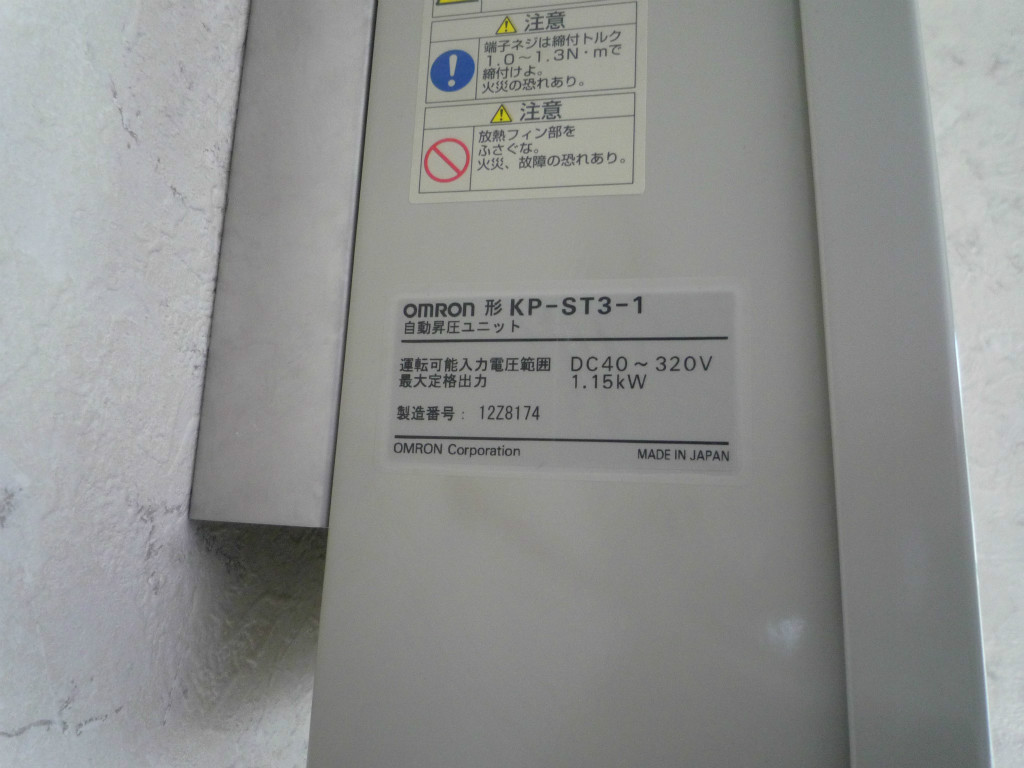 注意
端子ネジは締付トルク
1.0～1.3N・mで
締付けよ。
火災の恐れあり。
注意
放熱フィン部を
ふさぐな。
火災、故障の恐れあり。
OMRON 形 KP-ST3-1
自動昇圧ユニット
運転可能入力電圧範囲 DC40～320V
最大定格出力 1.15kW
製造番号： 12Z8174
OMRON Corporation MADE IN JAPAN